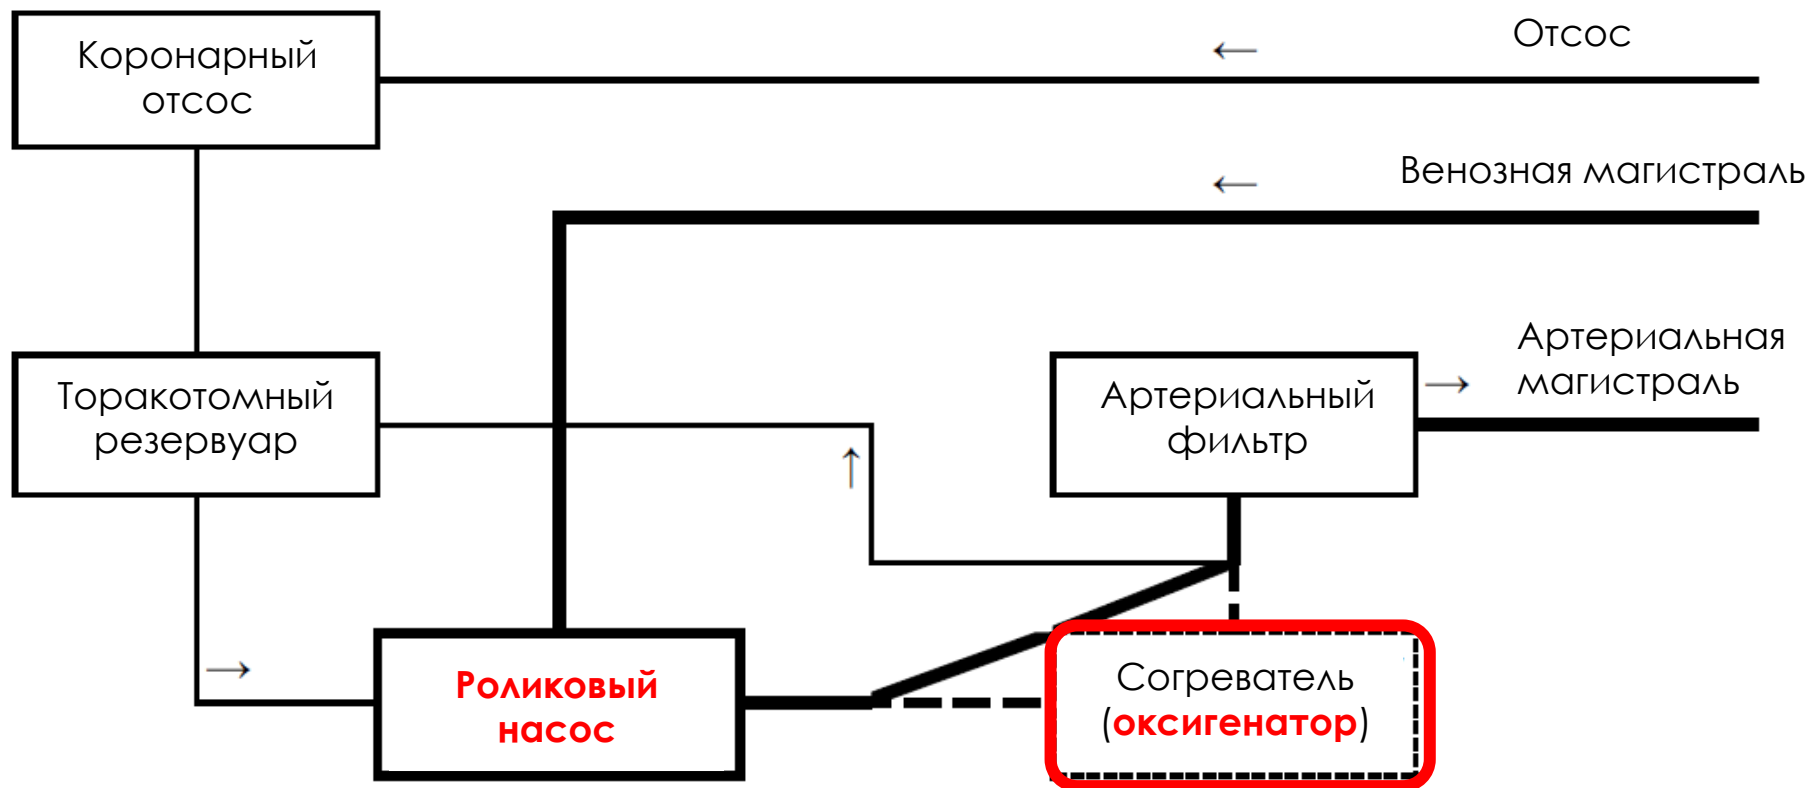 Коронарный
отсос
←
Отсос
←
Венозная магистраль
Торакотомный
резервуар
↑
Артериальный
фильтр
→
Артериальная
магистраль
→
Роликовый
насос
Согреватель
(оксигенатор)